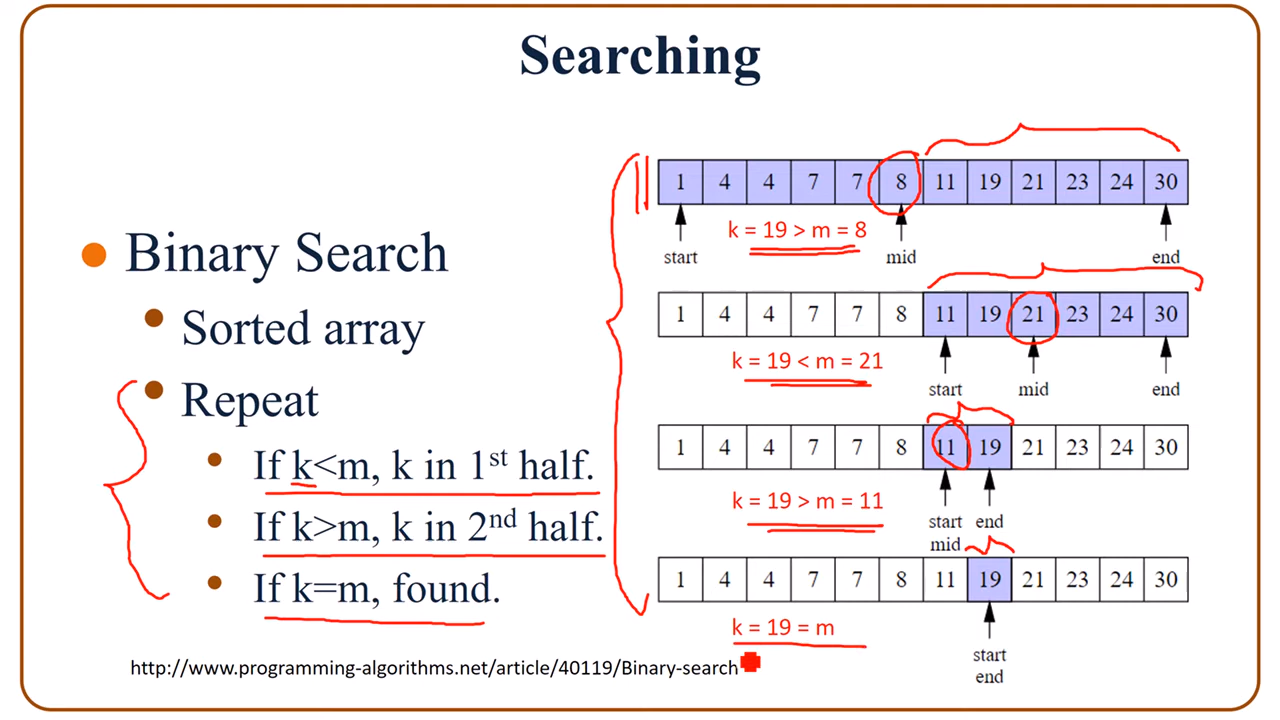 Searching
Binary Search
Sorted array
Repeat
If k<m, k in 1st half.
If k>m, k in 2nd half.
If k=m, found.
1 4 4 7 7 8 11 19 21 23 24 30
k = 19 > m = 8
start mid end
1 4 4 7 7 8 11 19 21 23 24 30
k = 19 < m = 21
start mid end
1 4 4 7 7 8 11 19 21 23 24 30
k = 19 > m = 11
start end
mid
1 4 4 7 7 8 11 19 21 23 24 30
k = 19 = m
start
end
http://www.programming-algorithms.net/article/40119/Binary-search